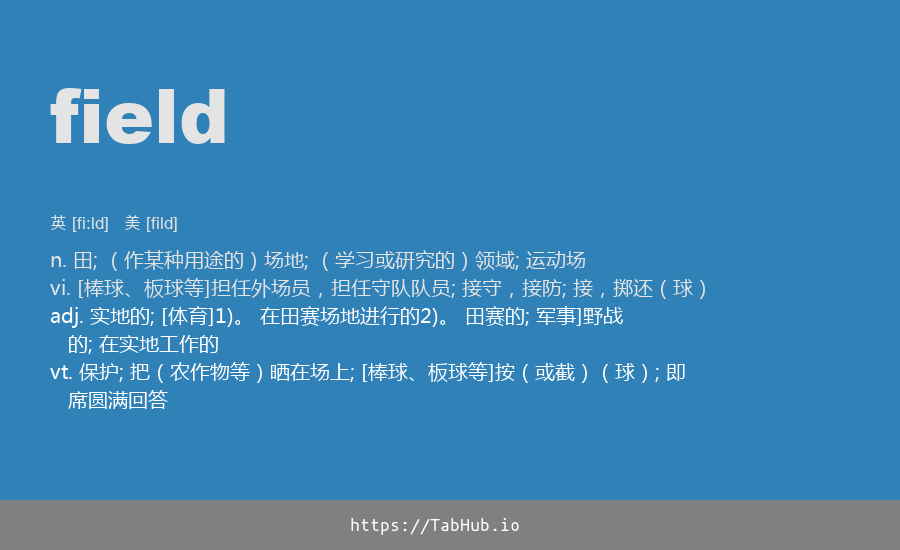 field
英 [fi:ld] 美 [fild]
n. 田; （作某种用途的）场地; （学习或研究的）领域; 运动场
vi. [棒球、板球等]担任外场员，担任守队队员; 接守，接防; 接，掷还（球）
adj. 实地的; [体育]1)。 在田赛场地进行的2)。 田赛的; 军事]野战
的; 在实地工作的
vt. 保护; 把（农作物等）晒在场上; [棒球、板球等]按（或截）（球）; 即
席圆满回答
https://TabHub.io